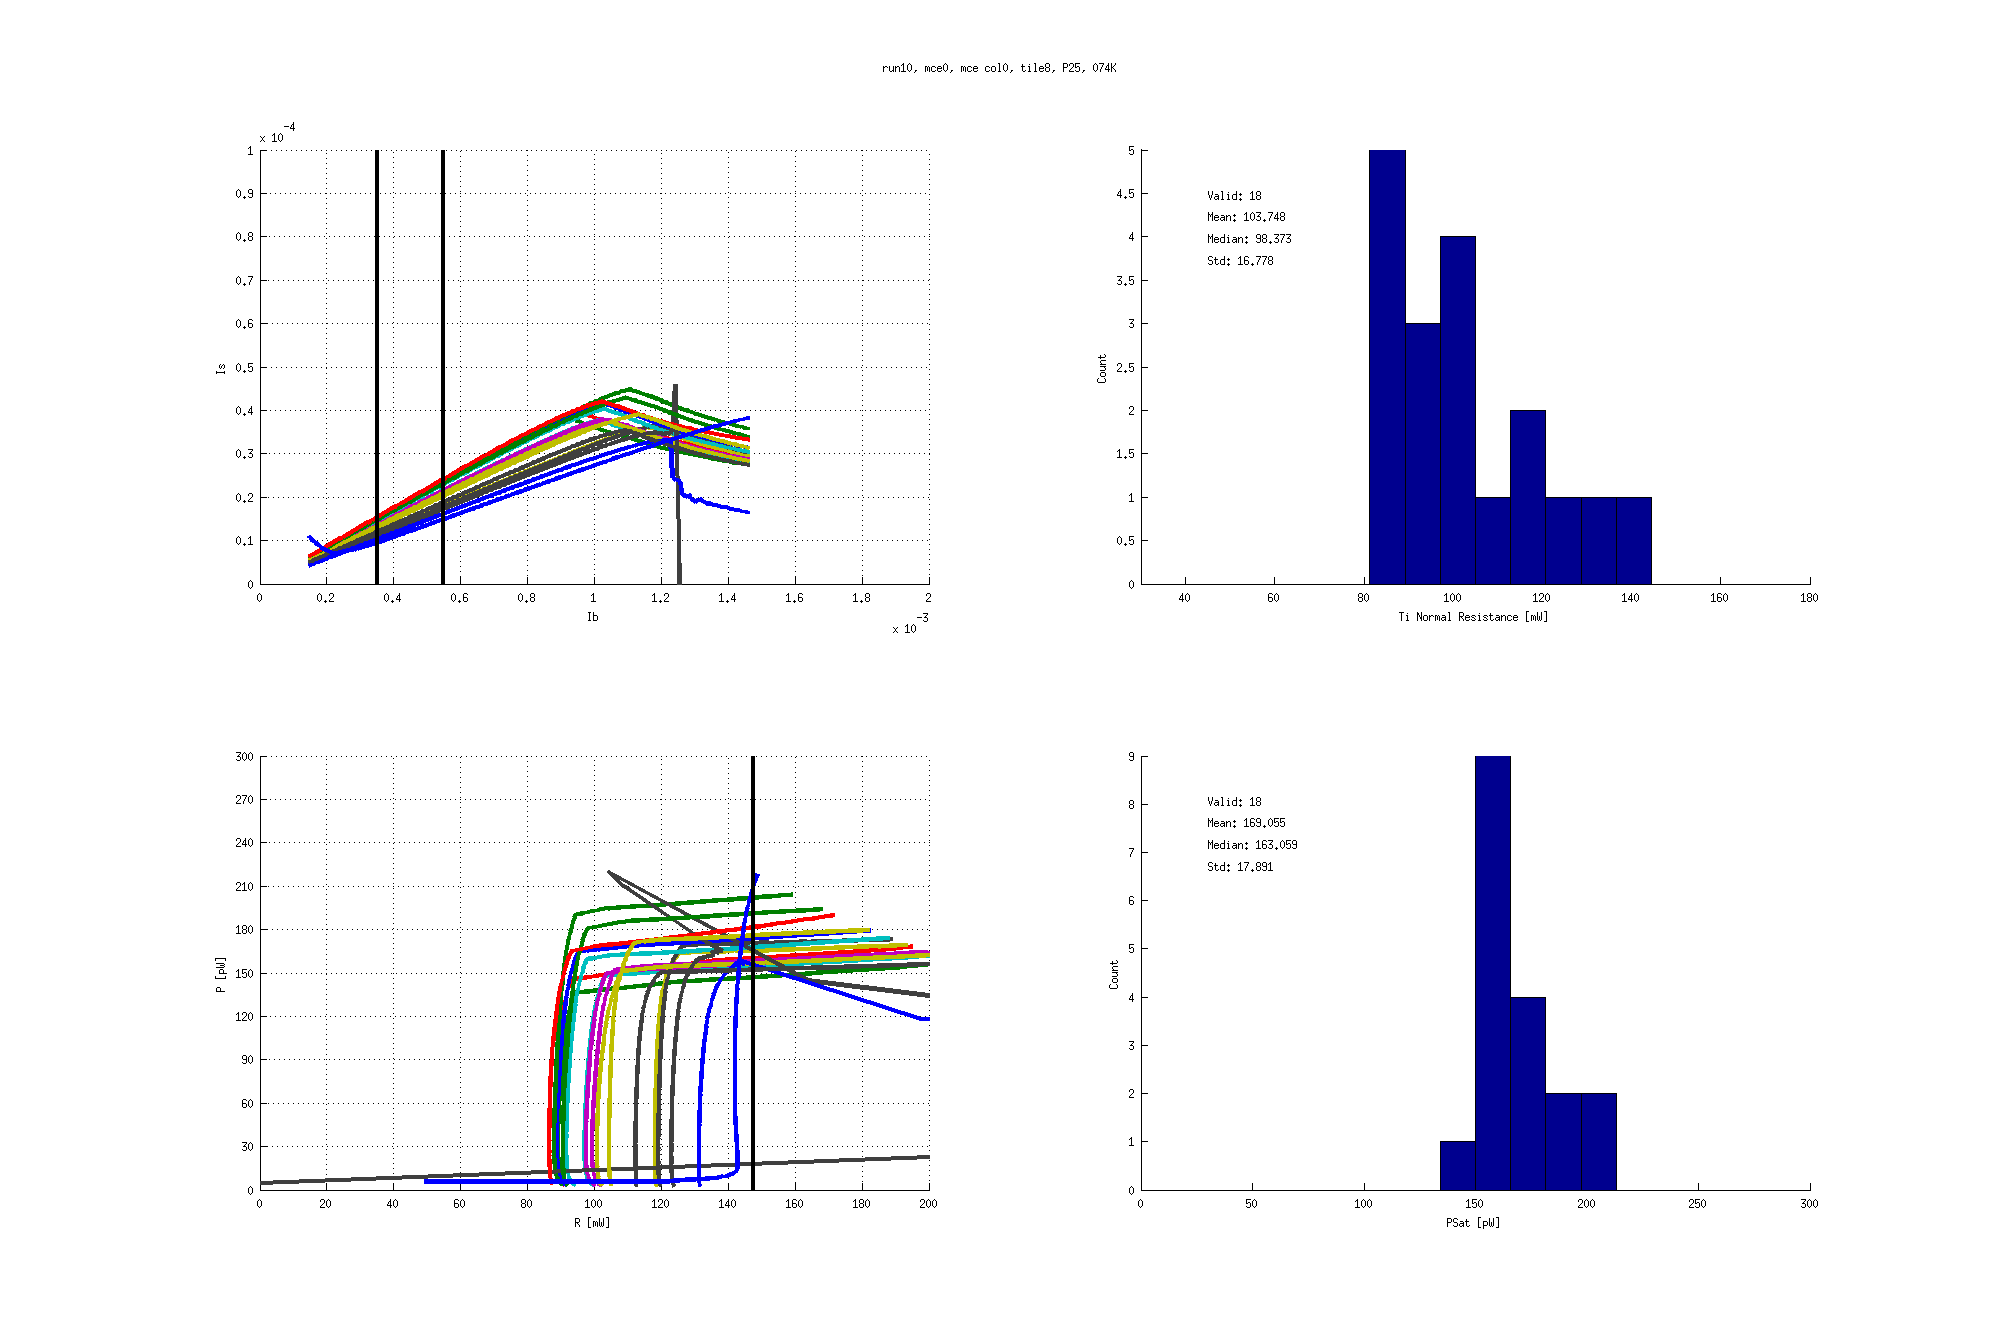 run10, mce0, mce col0, tile8, P25, 074K
x 10^-4
1
0.9
0.8
0.7
0.6
0.5
0.4
0.3
0.2
0.1
0
Is
0 0.2 0.4 0.6 0.8 1 1.2 1.4 1.6 1.8 2
Ib
x 10^-3
5
4.5
4
3.5
3
2.5
2
1.5
1
0.5
0
Count
Valid: 18
Mean: 103.748
Median: 98.373
Std: 16.778
40 60 80 100 120 140 160 180
Ti Normal Resistance [mW]
300
270
240
210
180
150
120
90
60
30
0
P [pW]
0 20 40 60 80 100 120 140 160 180 200
R [mW]
9
8
7
6
5
4
3
2
1
0
Count
Valid: 18
Mean: 169.055
Median: 163.059
Std: 17.891
0 50 100 150 200 250 300
PSat [pW]